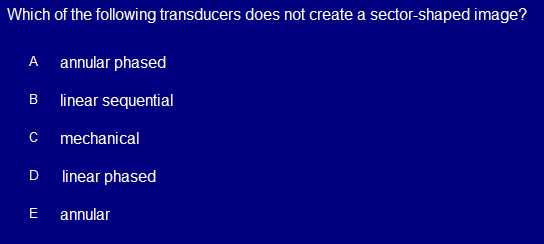 Which of the following transducers does not create a sector-shaped image?
A annular phased
B linear sequential
C mechanical
D linear phased
E annular